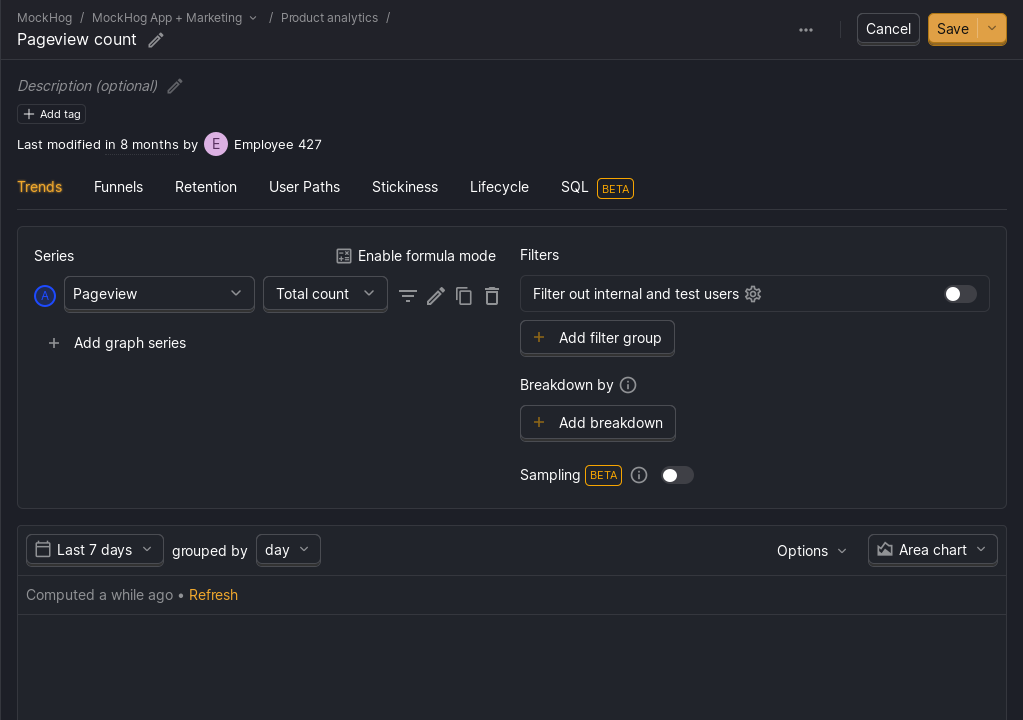 MockHog / MockHog App + Marketing / Product analytics /
Pageview count
Cancel
Save
Description (optional)
Add tag
Last modified in 8 months by E Employee 427
Trends Funnels Retention User Paths Stickiness Lifecycle SQL BETA
Series
Enable formula mode
A Pageview Total count
Add graph series
Filters
Filter out internal and test users
Add filter group
Breakdown by
Add breakdown
Sampling BETA
Last 7 days grouped by day
Options
Area chart
Computed a while ago • Refresh